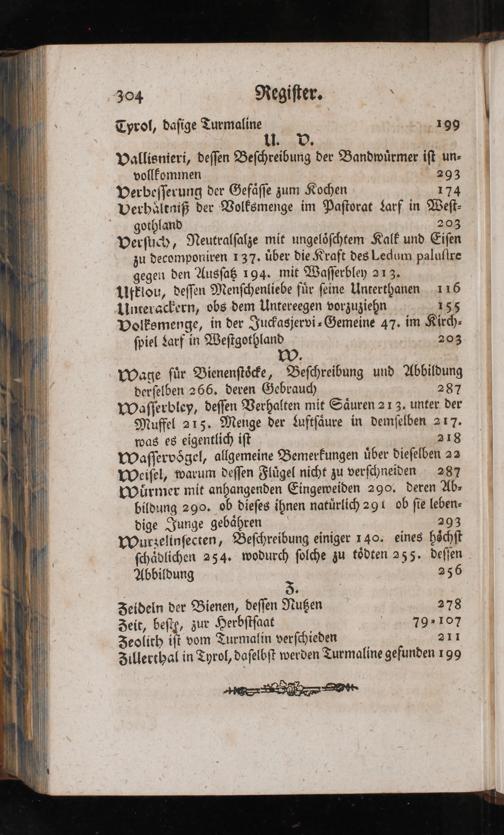 304 Register.
Tyrol, dasige Turmaline 199
U. V.
Vallisnieri, dessen Beschreibung der Bandwürmer ist un-
vollkommen 293
Verbesserung der Gefässe zum Kochen 174
Verhältniß der Volksmenge im Pastorat Larf in West-
gothland 203
Versuch, Neutralsalze mit ungelöschtem Kalk und Eisen
zu decomponiren 137. über die Kraft des Ledum palustre
gegen den Aussatz 194. mit Wasserbley 213.
Ufklou, dessen Menschenliebe für seine Unterthanen 116
Unterackern, obs dem Untereegen vorzuziehn 155
Volksmenge, in der Juckasjervi-Gemeine 47. im Kirch-
spiel Larf in Westgothland 203
W.
Wage für Bienenstöcke, Beschreibung und Abbildung
derselben 266. deren Gebrauch 287
Wasserbley, dessen Verhalten mit Säuren 213. unter der
Muffel 215. Menge der Luftsäure in demselben 217.
was es eigentlich ist 218
Wasservögel, allgemeine Bemerkungen über dieselben 22
Weisel, warum dessen Flügel nicht zu verschneiden 287
Würmer mit anhangenden Eingeweiden 290. deren Ab-
bildung 290. ob dieses ihnen natürlich 291 ob sie leben-
dige Junge gebähren 293
Wurzelinsecten, Beschreibung einiger 140. eines höchst
schädlichen 254. wodurch solche zu tödten 255. dessen
Abbildung 256
Z.
Zeideln der Bienen, dessen Nutzen 278
Zeit, beste, zur Herbstsaat 79-107
Zeolith ist vom Turmalin verschieden 211
Zillerthal in Tyrol, daselbst werden Turmaline gefunden 199